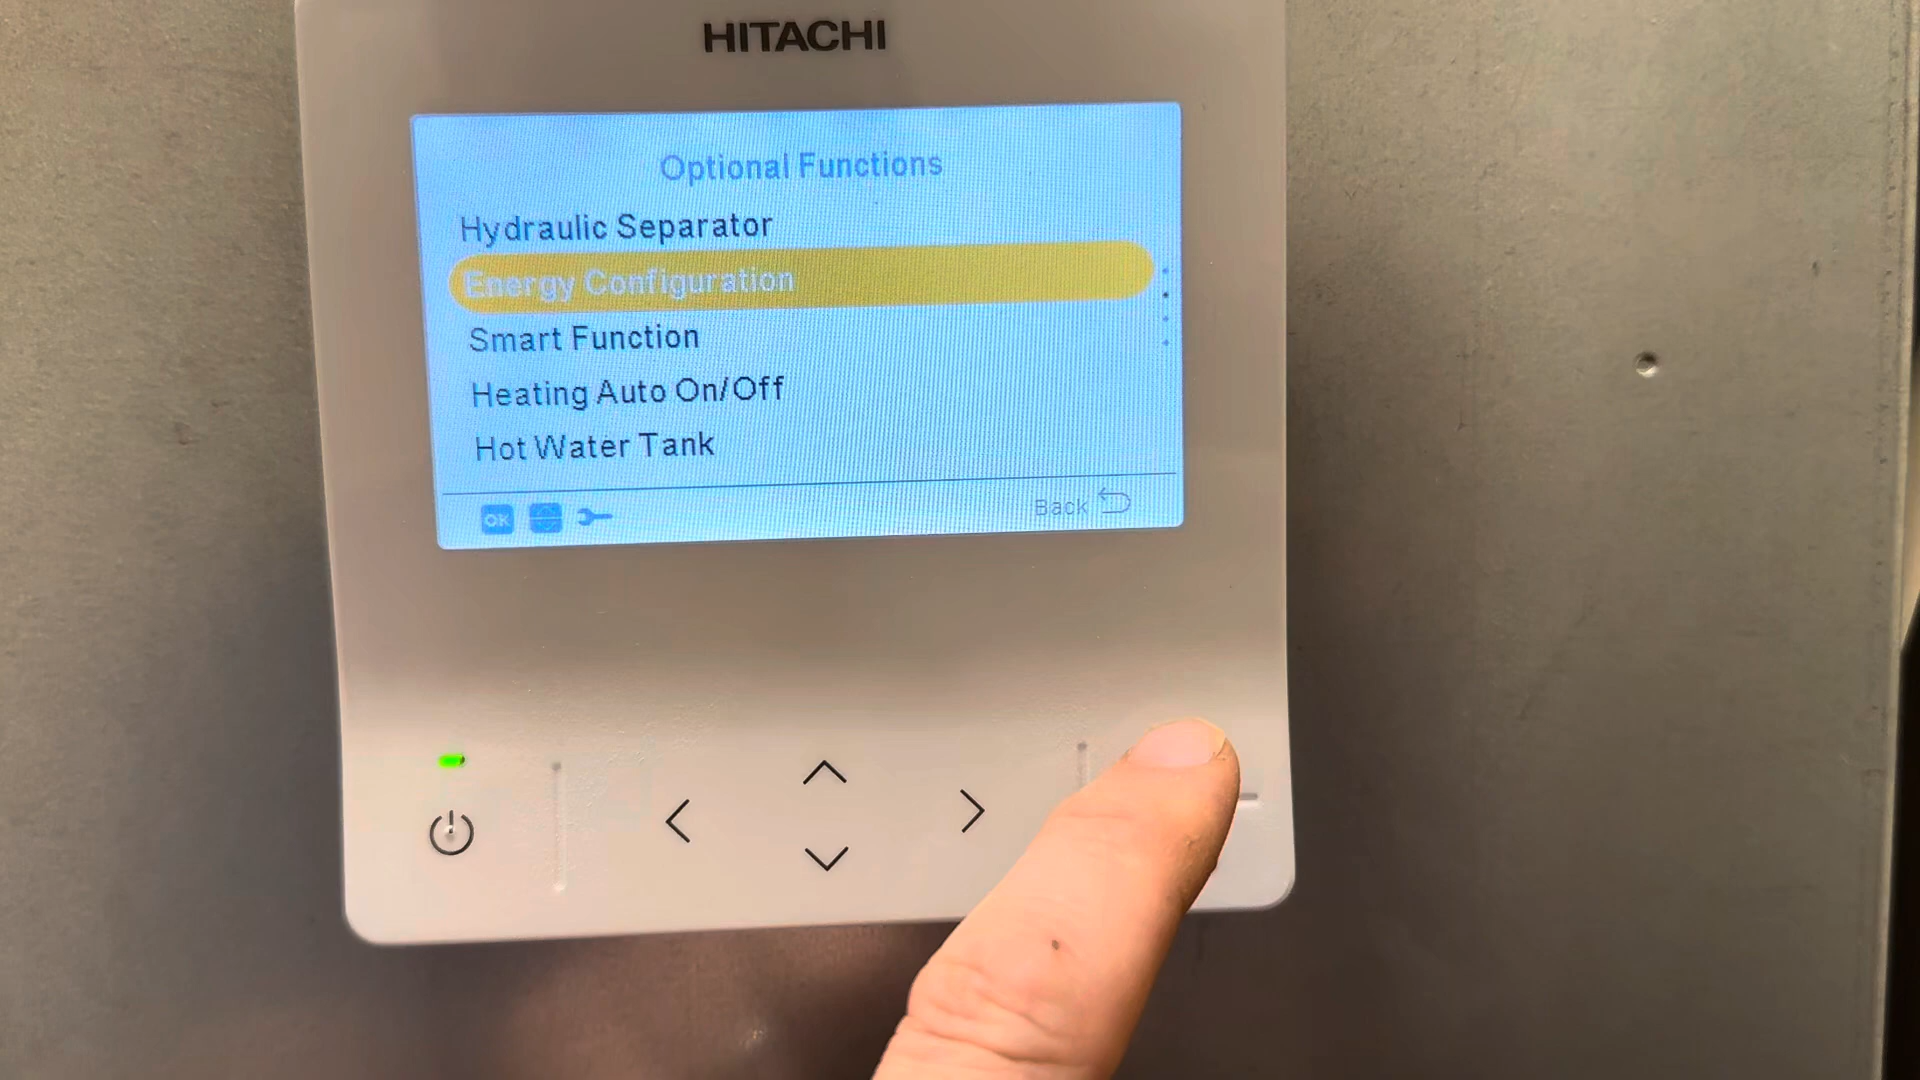 HITACHI
Optional Functions
Hydraulic Separator
Energy Configuration
Smart Function
Heating Auto On/Off
Hot Water Tank
OK Back